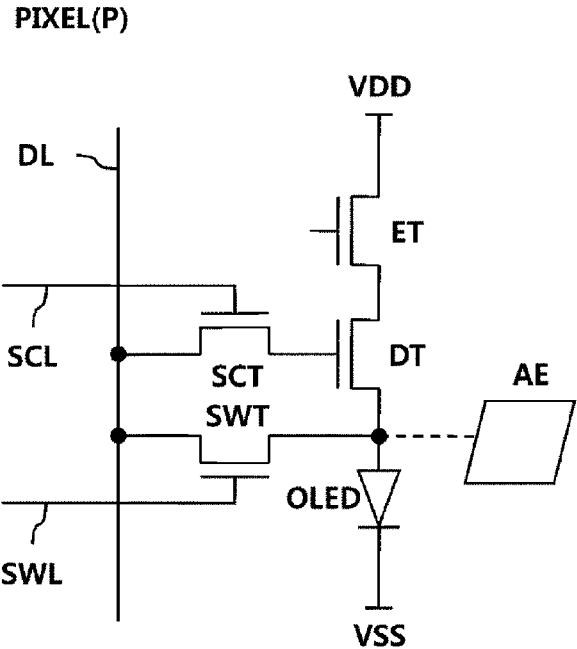 PIXEL(P)
VDD
DL
ET
SCL
SCT
DT
AE
SWT
OLED
SWL
VSS